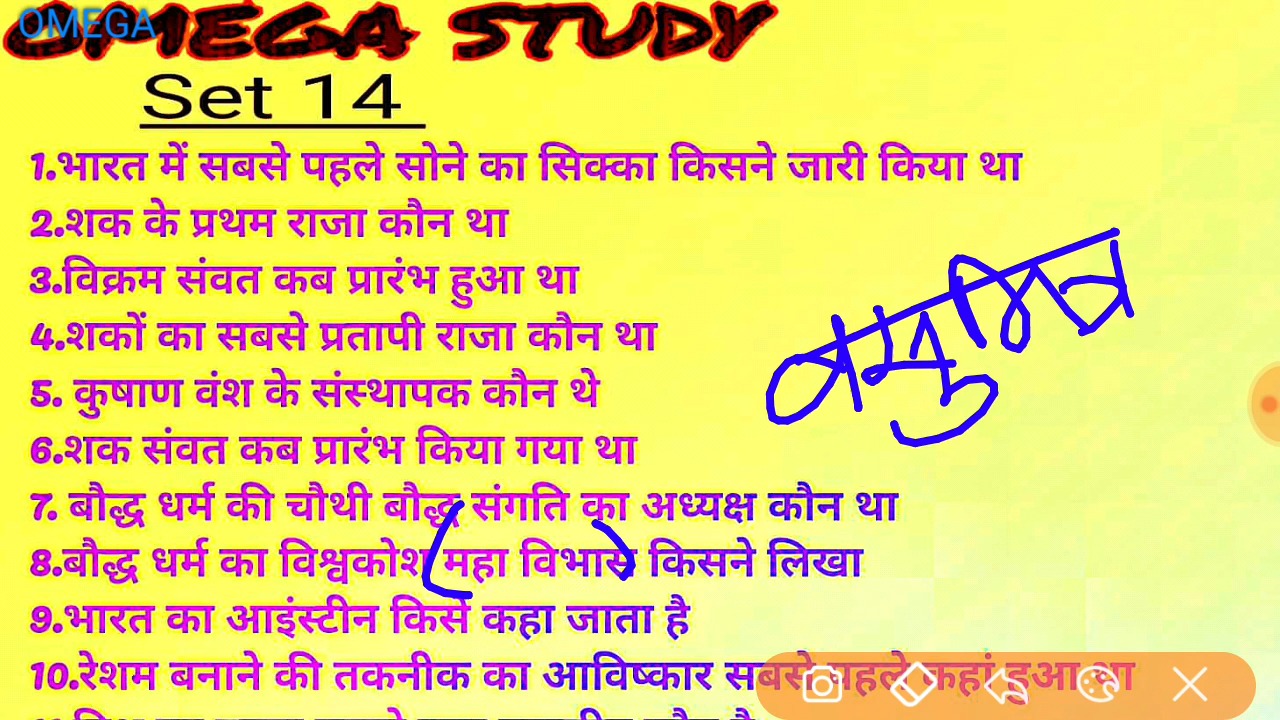 OMEGA
OMEGA STUDY
Set 14
1.भारत में सबसे पहले सोने का सिक्का किसने जारी किया था
2.शक के प्रथम राजा कौन था
3.विक्रम संवत कब प्रारंभ हुआ था
4.शकों का सबसे प्रतापी राजा कौन था
5. कुषाण वंश के संस्थापक कौन थे
6.शक संवत कब प्रारंभ किया गया था
7. बौद्ध धर्म की चौथी बौद्ध संगति का अध्यक्ष कौन था
8.बौद्ध धर्म का विश्वकोश महा विभास किसने लिखा
9.भारत का आइंस्टीन किसे कहा जाता है
10.रेशम बनाने की तकनीक का आविष्कार सबसे पहले कहां हुआ था